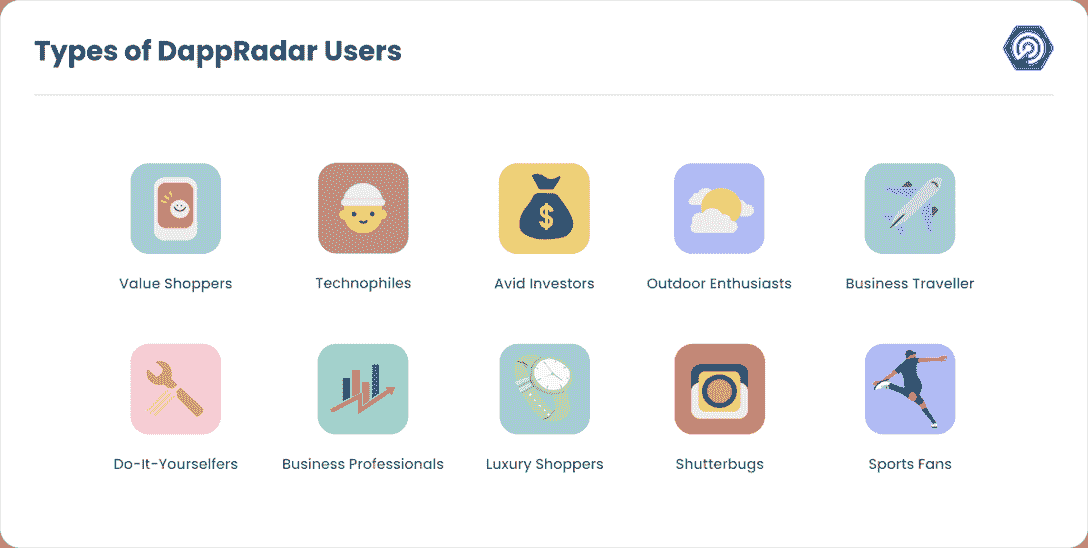 Types of DappRadar Users
Value Shoppers
Technophiles
$
Avid Investors
Outdoor Enthusiasts
Business Traveller
Do-It-Yourselfers
Business Professionals
Luxury Shoppers
Shutterbugs
Sports Fans